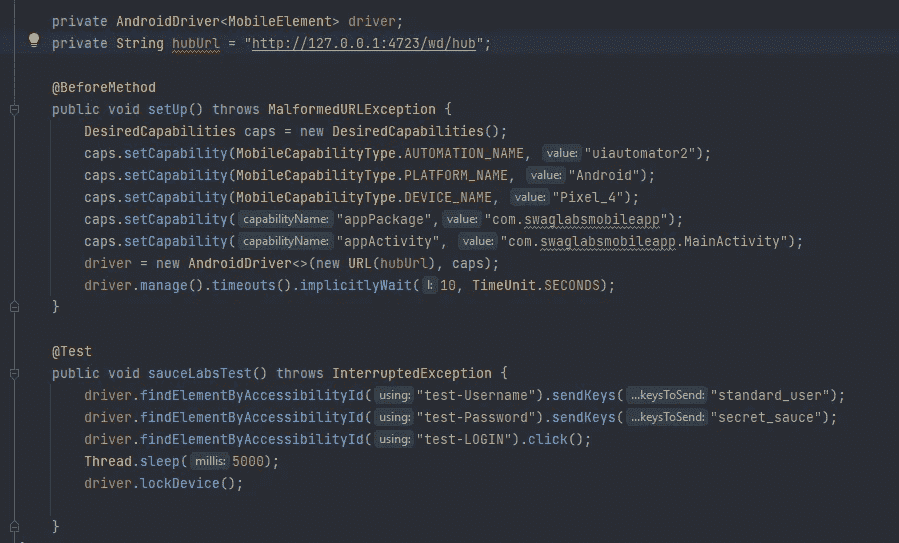 private AndroidDriver<MobileElement> driver;
private String hubUrl = "http://127.0.0.1:4723/wd/hub";
@BeforeMethod
public void setUp() throws MalformedURLException {
DesiredCapabilities caps = new DesiredCapabilities();
caps.setCapability(MobileCapabilityType.AUTOMATION_NAME, value: "uiautomator2");
caps.setCapability(MobileCapabilityType.PLATFORM_NAME, value: "Android");
caps.setCapability(MobileCapabilityType.DEVICE_NAME, value: "Pixel_4");
caps.setCapability( capabilityName: "appPackage", value: "com.swaglabsmobileapp");
caps.setCapability( capabilityName: "appActivity", value: "com.swaglabsmobileapp.MainActivity");
driver = new AndroidDriver<>(new URL(hubUrl), caps);
driver.manage().timeouts().implicitlyWait( l: 10, TimeUnit.SECONDS);
}
@Test
public void sauceLabsTest() throws InterruptedException {
driver.findElementByAccessibilityId( using: "test-Username").sendKeys( ...keysToSend: "standard_user");
driver.findElementByAccessibilityId( using: "test-Password").sendKeys( ...keysToSend: "secret_sauce");
driver.findElementByAccessibilityId( using: "test-LOGIN").click();
Thread.sleep( millis: 5000);
driver.lockDevice();
}